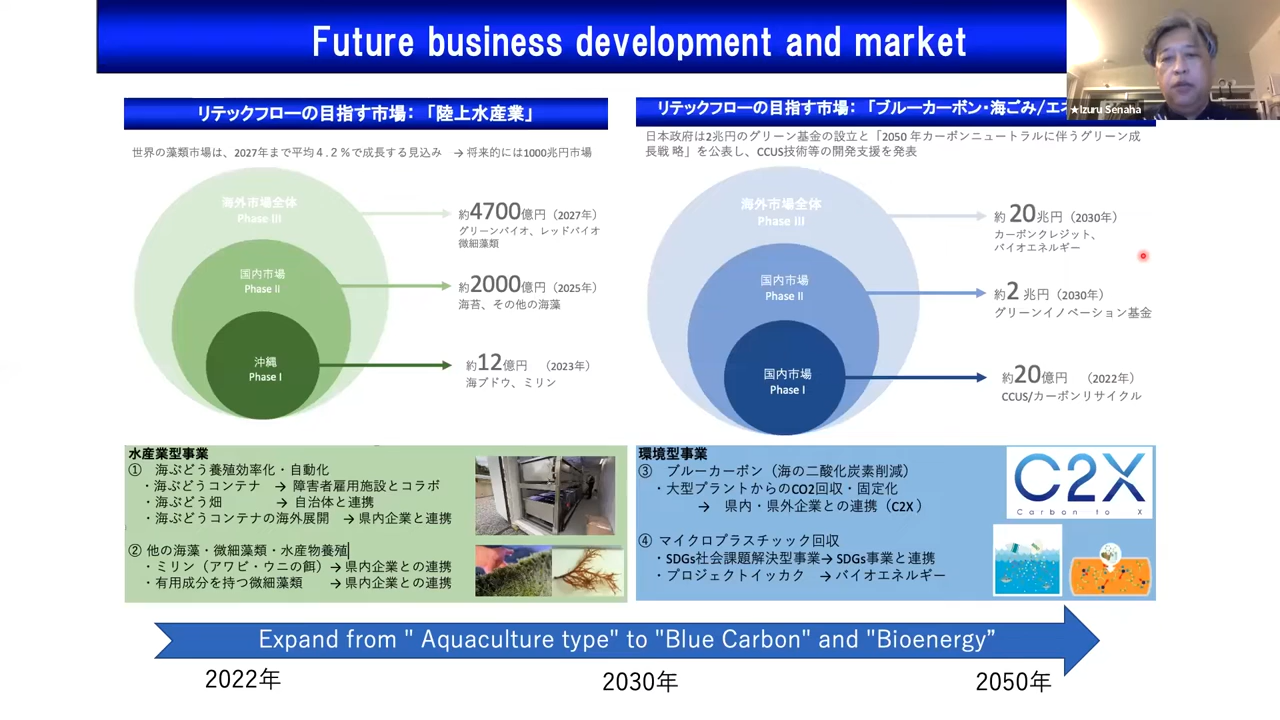 Future business development and market
★Izuru Senaha
リテックフローの目指す市場：「陸上水産業」
世界の藻類市場は、2027年まで平均４.２％で成長する見込み →将来的には1000兆円市場
海外市場全体
Phase III
国内市場
Phase II
沖縄
Phase I
約4700億円（2027年）
グリーンバイオ、レッドバイオ
微細藻類
約2000億円（2025年）
海苔、その他の海藻
約12億円 （2023年）
海ブドウ、ミリン
リテックフローの目指す市場：「ブルーカーボン・海ごみ/エネ
日本政府は2兆円のグリーン基金の設立と「2050 年カーボンニュートラルに伴うグリーン成
長戦 略」を公表し、CCUS技術等の開発支援を発表
海外市場全体
Phase III
国内市場
Phase II
国内市場
Phase I
約20兆円（2030年）
カーボンクレジット、
バイオエネルギー
約2 兆円（2030年）
グリーンイノベーション基金
約20億円 （2022年）
CCUS/カーボンリサイクル
水産業型事業
① 海ぶどう養殖効率化・自動化
・海ぶどうコンテナ → 障害者雇用施設とコラボ
・海ぶどう畑 → 自治体と連携
・海ぶどうコンテナの海外展開 →県内企業と連携
② 他の海藻・微細藻類・水産物養殖
・ミリン（アワビ・ウニの餌）→県内企業との連携
・有用成分を持つ微細藻類 →県内企業との連携
環境型事業
③ ブルーカーボン（海の二酸化炭素削減）
・大型プラントからのCO2回収・固定化
→ 県内・県外企業との連携（C2X ）
④ マイクロプラスチィック回収
・SDGs社会課題解決型事業→ SDGs事業と連携
・プロジェクトイッカク →バイオエネルギー
C2X
Carbon to X
Expand from " Aquaculture type" to "Blue Carbon" and "Bioenergy”
2022年
2030年
2050年